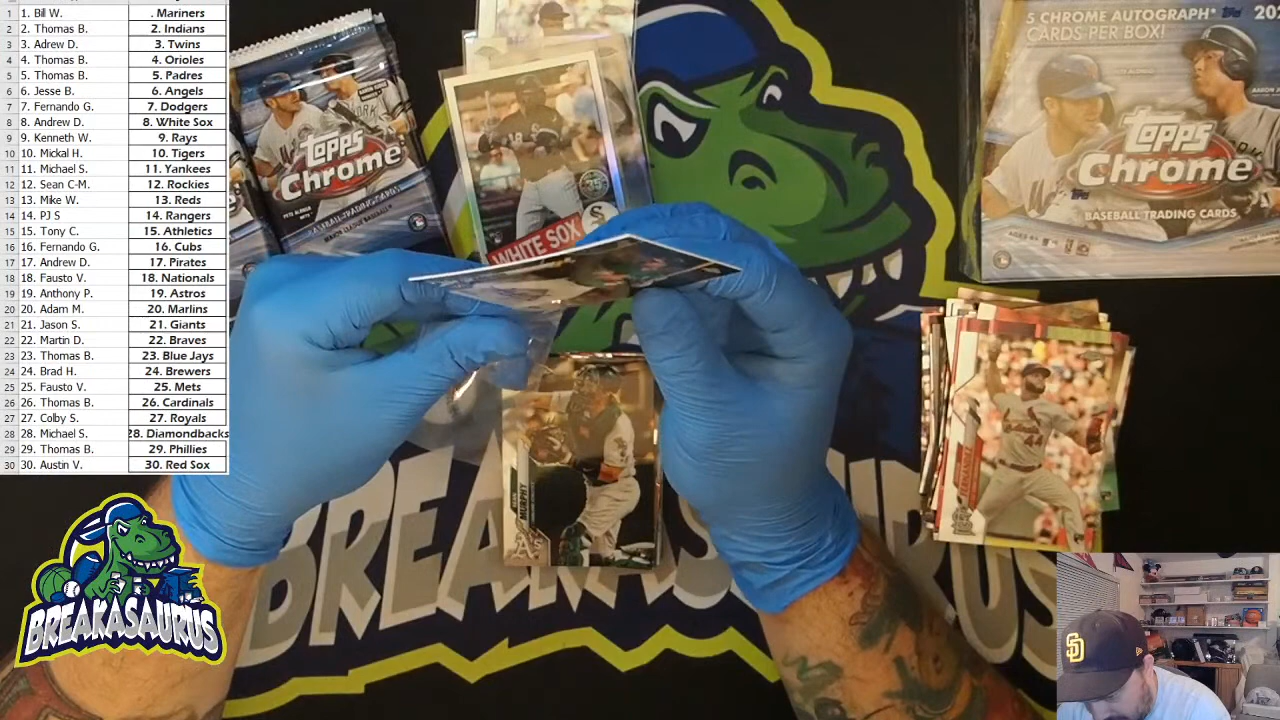 1 1. Bill W. . Mariners
2 2. Thomas B. 2. Indians
3 3. Adrew D. 3. Twins
4 4. Thomas B. 4. Orioles
5 5. Thomas B. 5. Padres
6 6. Jesse B. 6. Angels
7 7. Fernando G. 7. Dodgers
8 8. Andrew D. 8. White Sox
9 9. Kenneth W. 9. Rays
10 10. Mickal H. 10. Tigers
11 11. Michael S. 11. Yankees
12 12. Sean C-M. 12. Rockies
13 13. Mike W. 13. Reds
14 14. PJ S 14. Rangers
15 15. Tony C. 15. Athletics
16 16. Fernando G. 16. Cubs
17 17. Andrew D. 17. Pirates
18 18. Fausto V. 18. Nationals
19 19. Anthony P. 19. Astros
20 20. Adam M. 20. Marlins
21 21. Jason S. 21. Giants
22 22. Martin D. 22. Braves
23 23. Thomas B. 23. Blue Jays
24 24. Brad H. 24. Brewers
25 25. Fausto V. 25. Mets
26 26. Thomas B. 26. Cardinals
27 27. Colby S. 27. Royals
28 28. Michael S. 28. Diamondbacks
29 29. Thomas B. 29. Phillies
30 30. Austin V. 30. Red Sox
Topps
Chrome
WHITE SOX
5 CHROME AUTOGRAPH* Topps 202
CARDS PER BOX!
Topps
Chrome
BASEBALL TRADING CARDS
SEAN
MURPHY
A's
Cardinals
44
BREAKASAURUS
BREAKASAURUS
SD